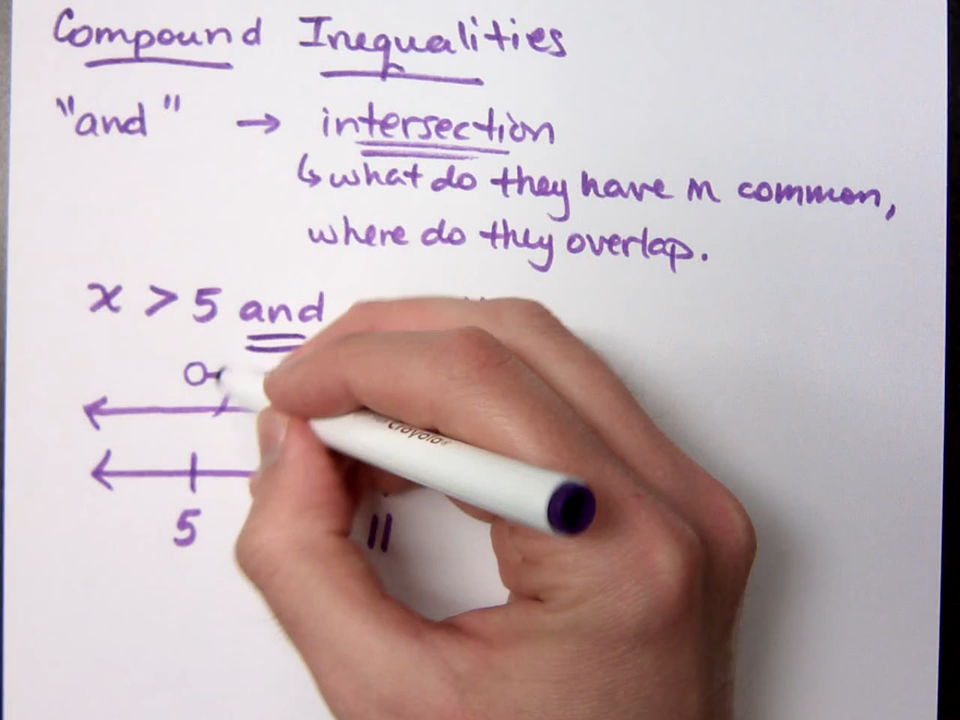 Compound Inequalities
"and" → intersection
↳ what do they have in common,
where do they overlap.
x > 5 and
Crayola
5 11